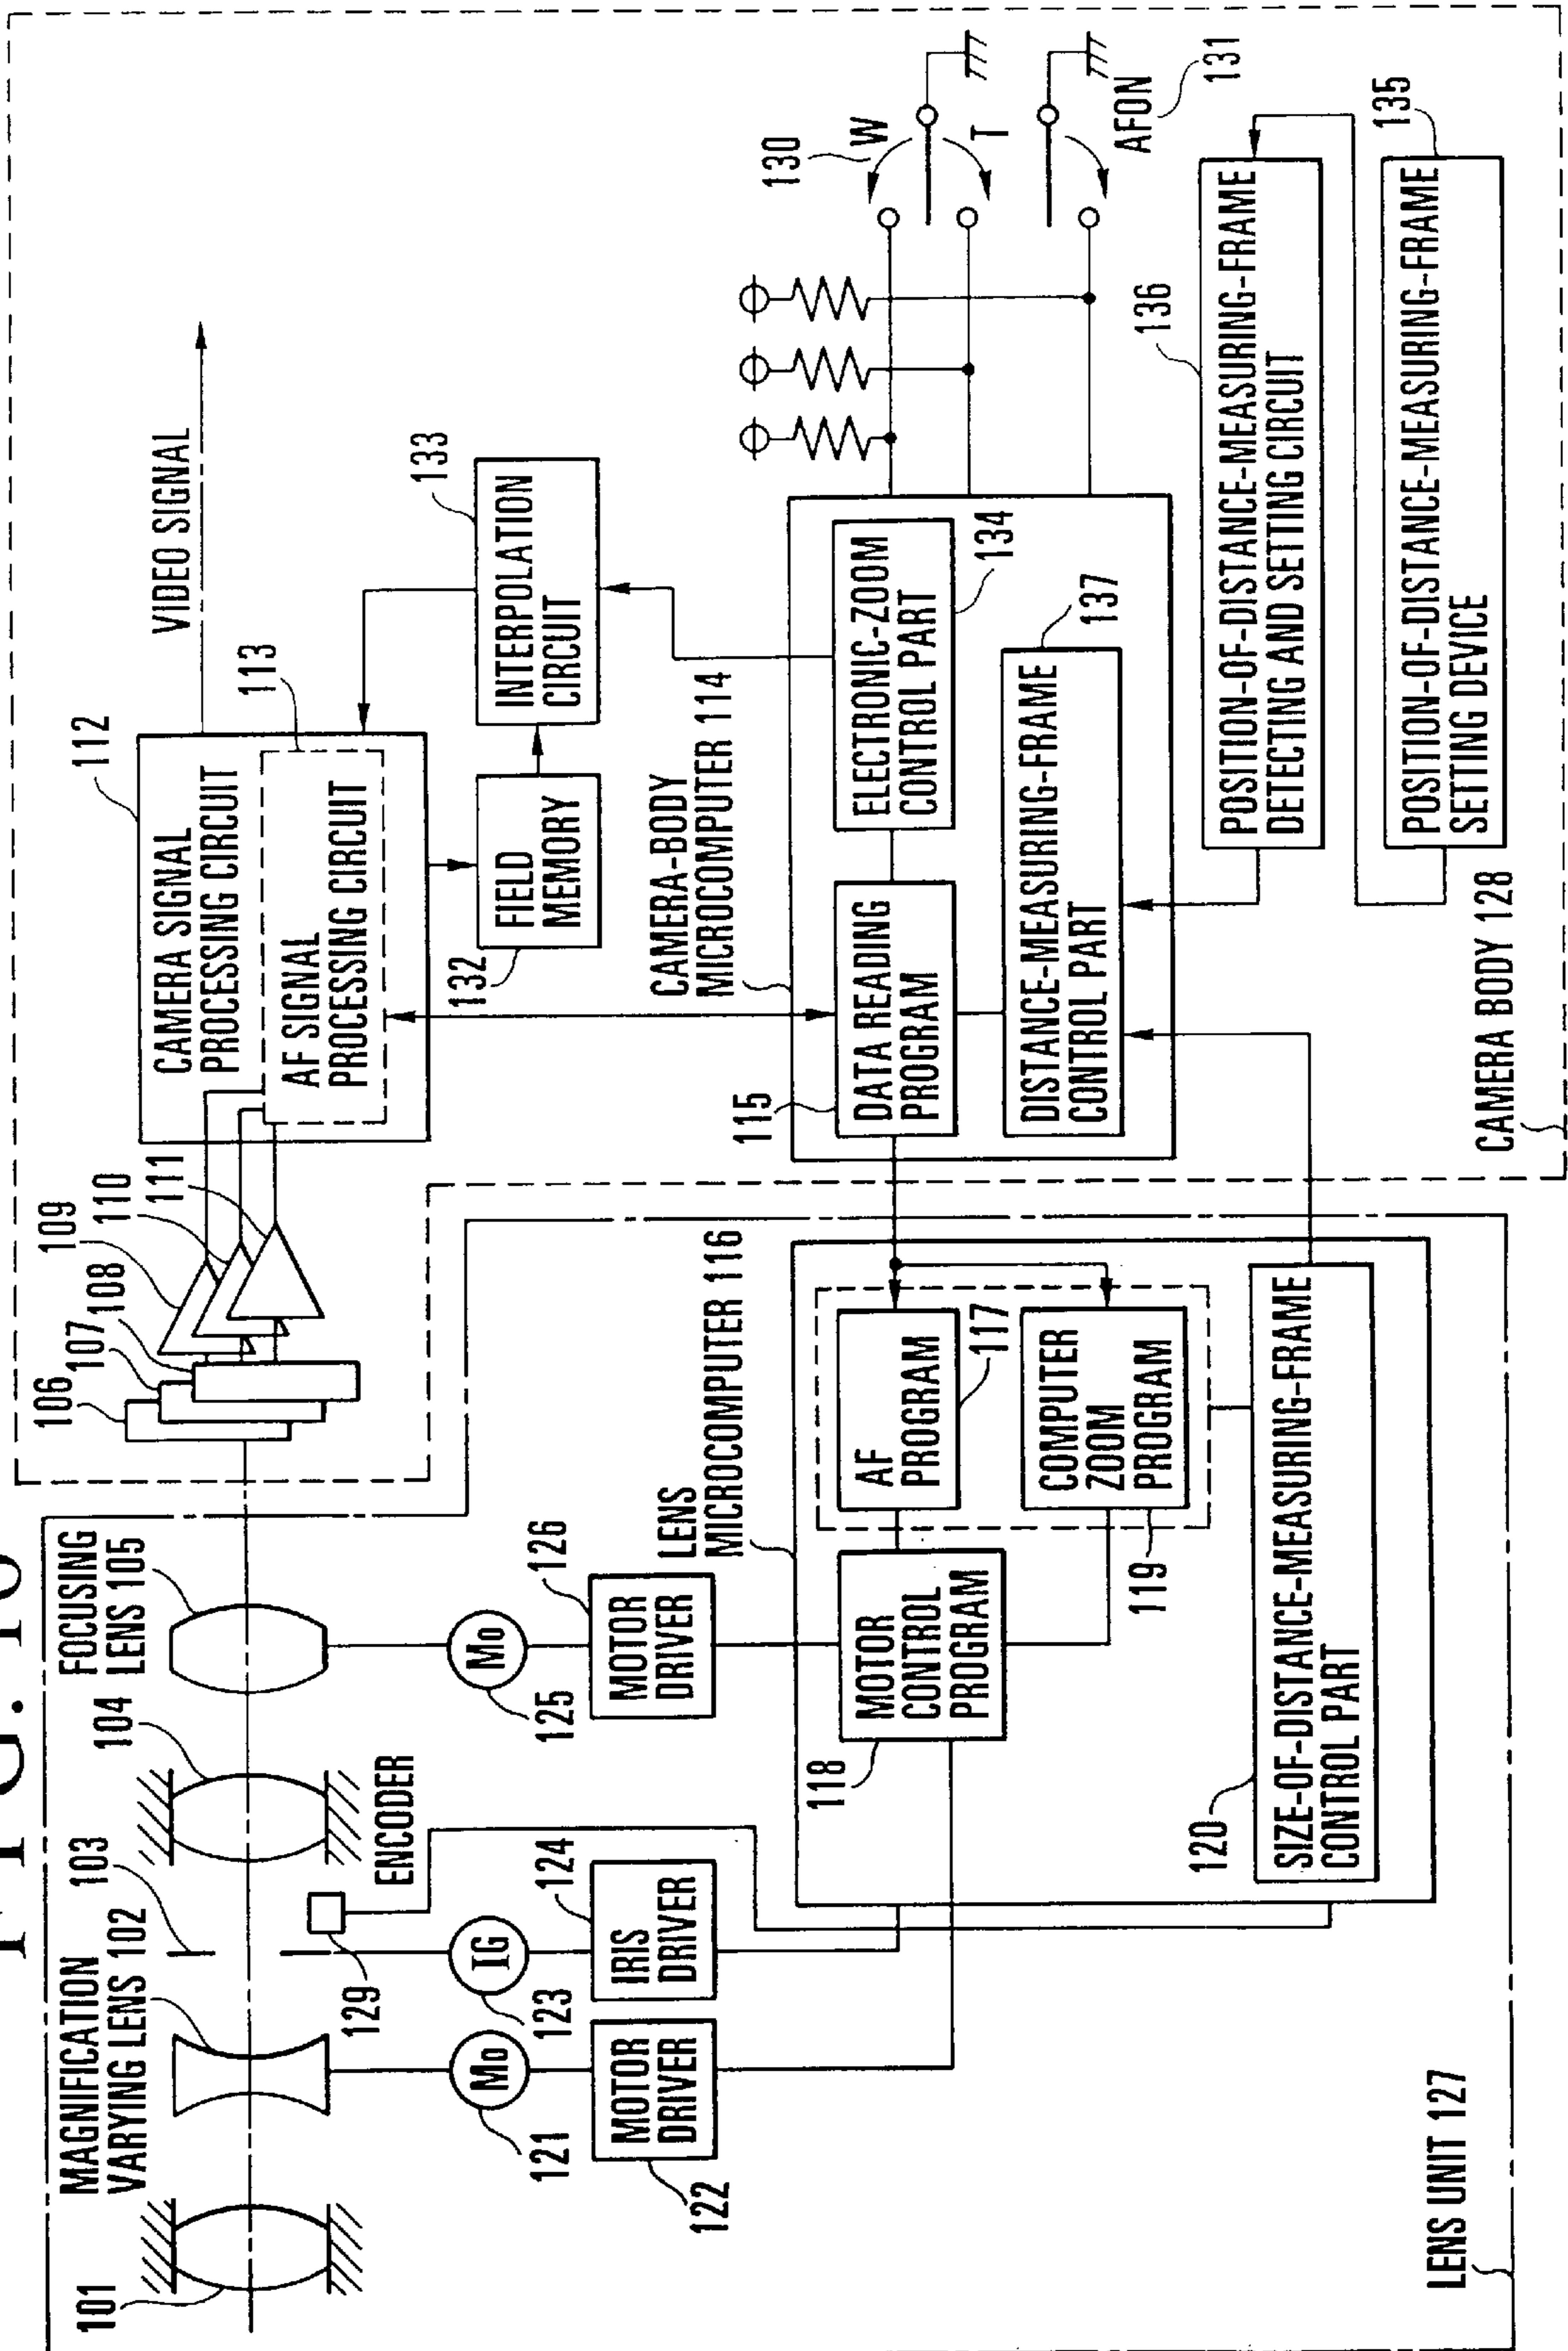 FIG. 10
101
MAGNIFICATION
VARYING LENS 102
103
104
FOCUSING
LENS 105
106
107
108
109
110
111
112
CAMERA SIGNAL
PROCESSING CIRCUIT
113
AF SIGNAL
PROCESSING CIRCUIT
VIDEO SIGNAL
129
ENCODER
Mo
121
MOTOR
DRIVER
122
IG
123
IRIS
DRIVER
124
Mo
125
MOTOR
DRIVER
126
FIELD
MEMORY
132
INTERPOLATION
CIRCUIT
133
LENS
MICROCOMPUTER 116
MOTOR
CONTROL
PROGRAM
118
AF
PROGRAM
117
COMPUTER
ZOOM
PROGRAM
119
120
SIZE-OF-DISTANCE-MEASURING-FRAME
CONTROL PART
CAMERA-BODY
MICROCOMPUTER 114
115
DATA READING
PROGRAM
ELECTRONIC-ZOOM
CONTROL PART
134
DISTANCE-MEASURING-FRAME
CONTROL PART
137
130
W
T
AFON
131
136
POSITION-OF-DISTANCE-MEASURING-FRAME
DETECTING AND SETTING CIRCUIT
135
POSITION-OF-DISTANCE-MEASURING-FRAME
SETTING DEVICE
LENS UNIT 127
CAMERA BODY 128